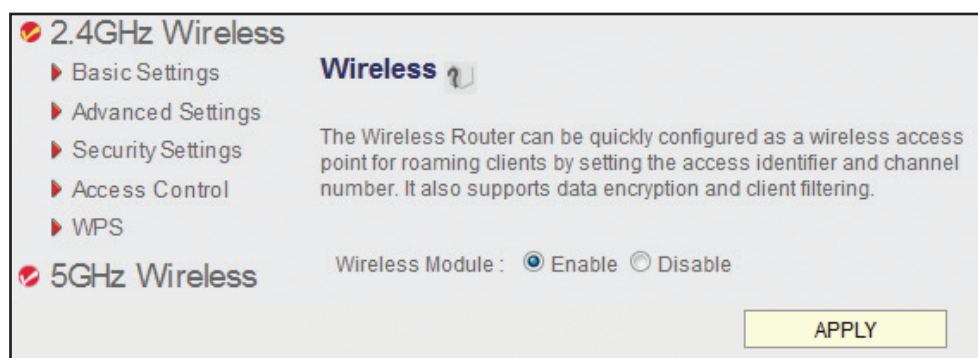 2.4GHz Wireless
Basic Settings
Advanced Settings
Security Settings
Access Control
WPS
5GHz Wireless
Wireless
The Wireless Router can be quickly configured as a wireless access
point for roaming clients by setting the access identifier and channel
number. It also supports data encryption and client filtering.
Wireless Module : Enable Disable
APPLY